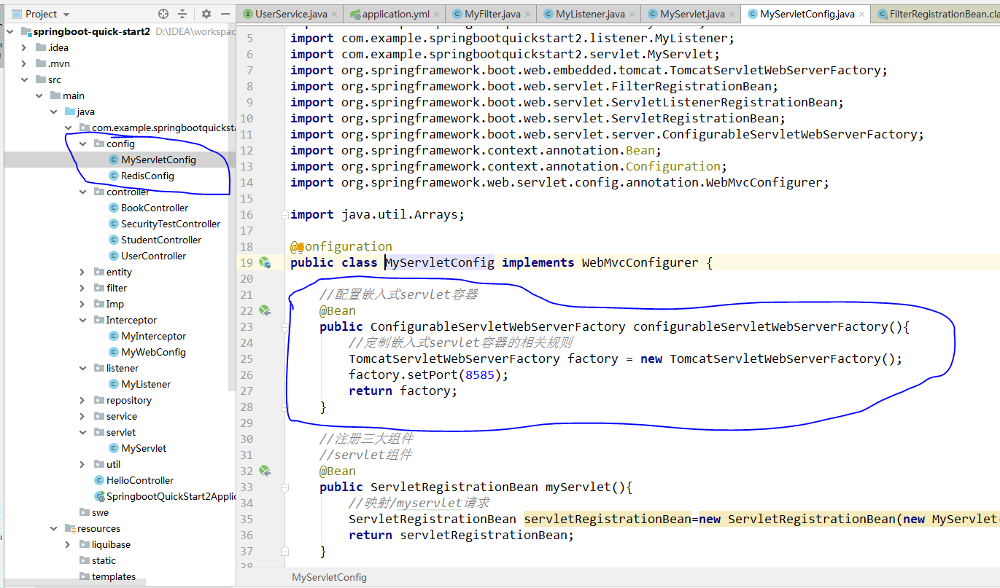 Project
springboot-quick-start2 D:\IDEA\workspac
.idea
.mvn
src
main
java
com.example.springbootquicksta
config
MyServletConfig
RedisConfig
controller
BookController
SecurityTestController
StudentController
UserController
entity
filter
Imp
Interceptor
MyInterceptor
MyWebConfig
listener
MyListener
repository
service
servlet
MyServlet
util
HelloController
SpringbootQuickStart2Applic
swe
resources
liquibase
static
templates
UserService.java application.yml MyFilter.java MyListener.java MyServlet.java MyServletConfig.java FilterRegistrationBean.cla
5 import com.example.springbootquickstart2.listener.MyListener;
6 import com.example.springbootquickstart2.servlet.MyServlet;
7 import org.springframework.boot.web.embedded.tomcat.TomcatServletWebServerFactory;
8 import org.springframework.boot.web.servlet.FilterRegistrationBean;
9 import org.springframework.boot.web.servlet.ServletListenerRegistrationBean;
10 import org.springframework.boot.web.servlet.ServletRegistrationBean;
11 import org.springframework.boot.web.servlet.server.ConfigurableServletWebServerFactory;
12 import org.springframework.context.annotation.Bean;
13 import org.springframework.context.annotation.Configuration;
14 import org.springframework.web.servlet.config.annotation.WebMvcConfigurer;
15
16 import java.util.Arrays;
17
18 @Configuration
19 public class MyServletConfig implements WebMvcConfigurer {
20
21 //配置嵌入式servlet容器
22 @Bean
23 public ConfigurableServletWebServerFactory configurableServletWebServerFactory(){
24 //定制嵌入式servlet容器的相关规则
25 TomcatServletWebServerFactory factory = new TomcatServletWebServerFactory();
26 factory.setPort(8585);
27 return factory;
28 }
29
30 //注册三大组件
31 //servlet组件
32 @Bean
33 public ServletRegistrationBean myServlet(){
34 //映射/myservlet请求
35 ServletRegistrationBean servletRegistrationBean=new ServletRegistrationBean(new MyServlet(
36 return servletRegistrationBean;
37 }
38
MyServletConfig